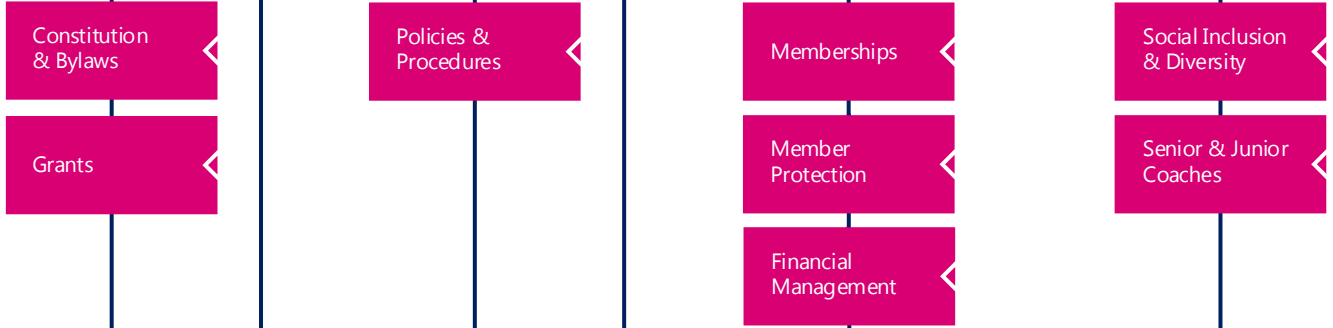 Constitution
& Bylaws
Policies &
Procedures
Memberships
Social Inclusion
& Diversity
Grants
Member
Protection
Senior & Junior
Coaches
Financial
Management